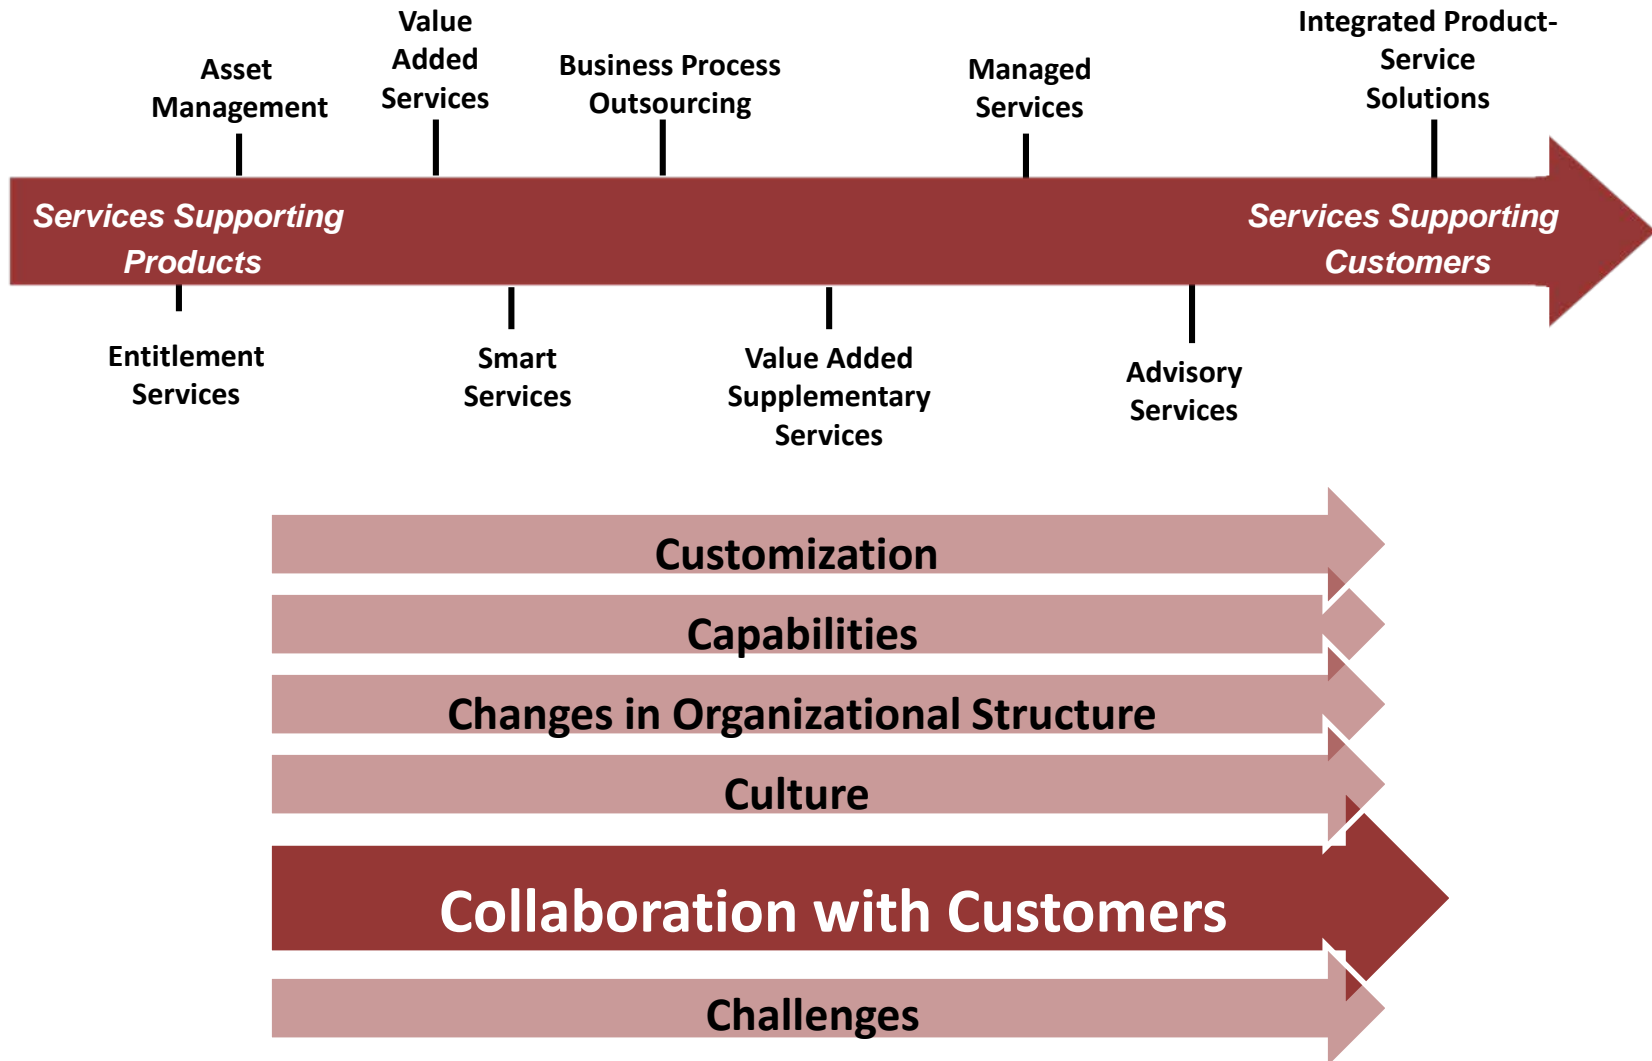 Asset
Management
Value
Added
Services
Business Process
Outsourcing
Managed
Services
Integrated Product-
Service
Solutions
Services Supporting
Products
Services Supporting
Customers
Entitlement
Services
Smart
Services
Value Added
Supplementary
Services
Advisory
Services
Customization
Capabilities
Changes in Organizational Structure
Culture
Collaboration with Customers
Challenges